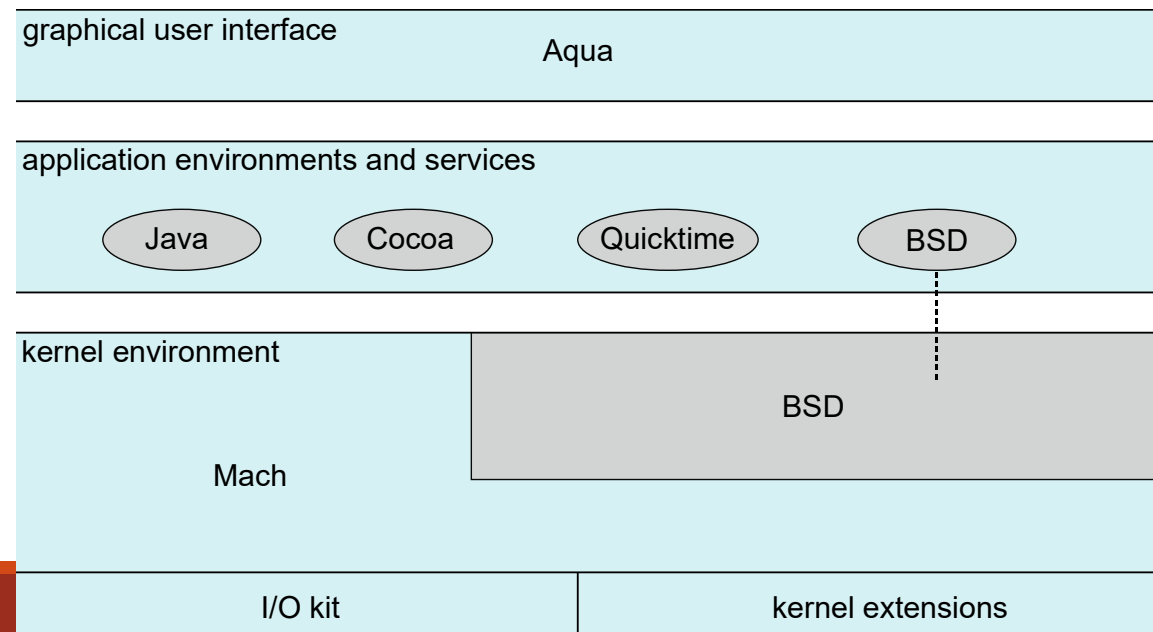 graphical user interface
Aqua
application environments and services
Java
Cocoa
Quicktime
BSD
kernel environment
BSD
Mach
I/O kit
kernel extensions